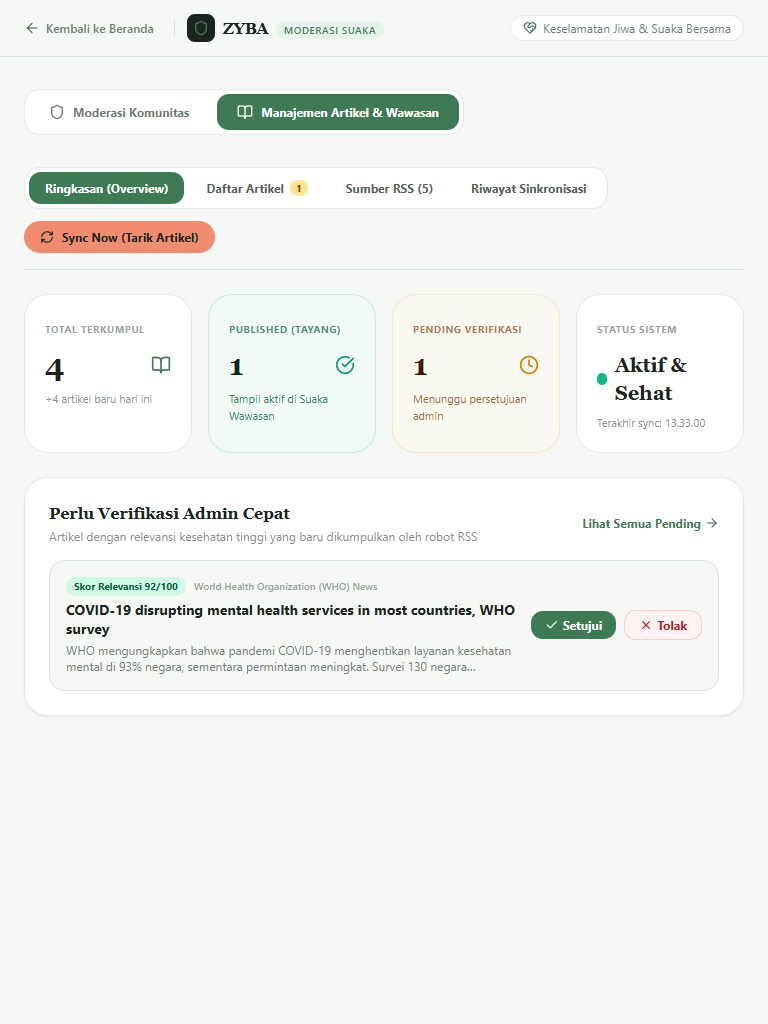 Kembali ke Beranda
ZYBA
MODERASI SUAKA
Keselamatan Jiwa & Suaka Bersama
Moderasi Komunitas
Manajemen Artikel & Wawasan
Ringkasan (Overview)
Daftar Artikel 1
Sumber RSS (5)
Riwayat Sinkronisasi
Sync Now (Tarik Artikel)
TOTAL TERKUMPUL
4
+4 artikel baru hari ini
PUBLISHED (TAYANG)
1
Tampil aktif di Suaka
Wawasan
PENDING VERIFIKASI
1
Menunggu persetujuan
admin
STATUS SISTEM
Aktif &
Sehat
Terakhir sync: 13.33.00
Perlu Verifikasi Admin Cepat
Artikel dengan relevansi kesehatan tinggi yang baru dikumpulkan oleh robot RSS
Lihat Semua Pending
Skor Relevansi 92/100
World Health Organization (WHO) News
COVID-19 disrupting mental health services in most countries, WHO
survey
WHO mengungkapkan bahwa pandemi COVID-19 menghentikan layanan kesehatan
mental di 93% negara, sementara permintaan meningkat. Survei 130 negara...
Setujui
Tolak